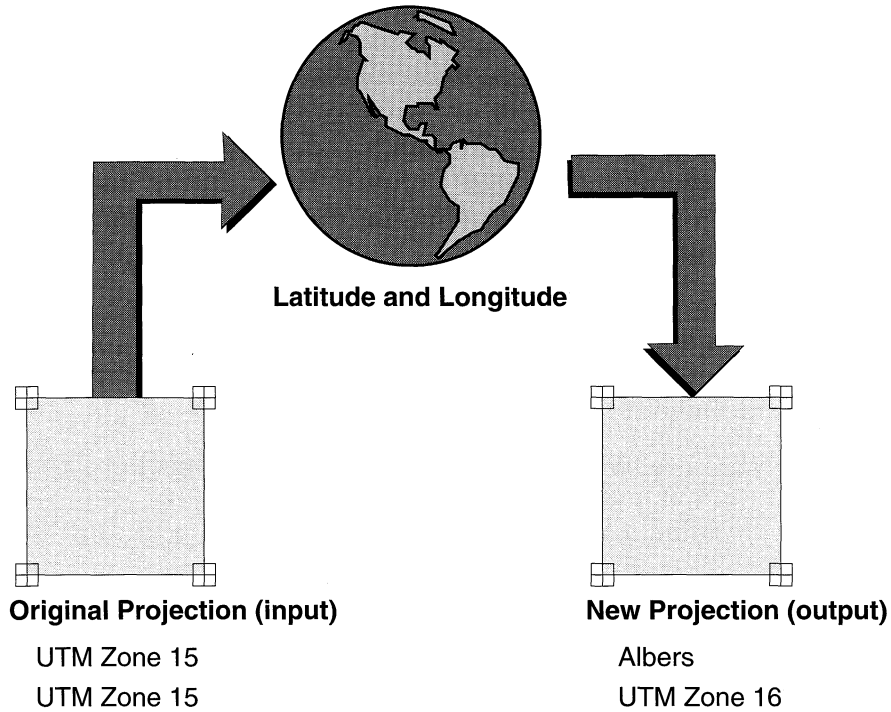 Latitude and Longitude
Original Projection (input)
UTM Zone 15
UTM Zone 15
New Projection (output)
Albers
UTM Zone 16